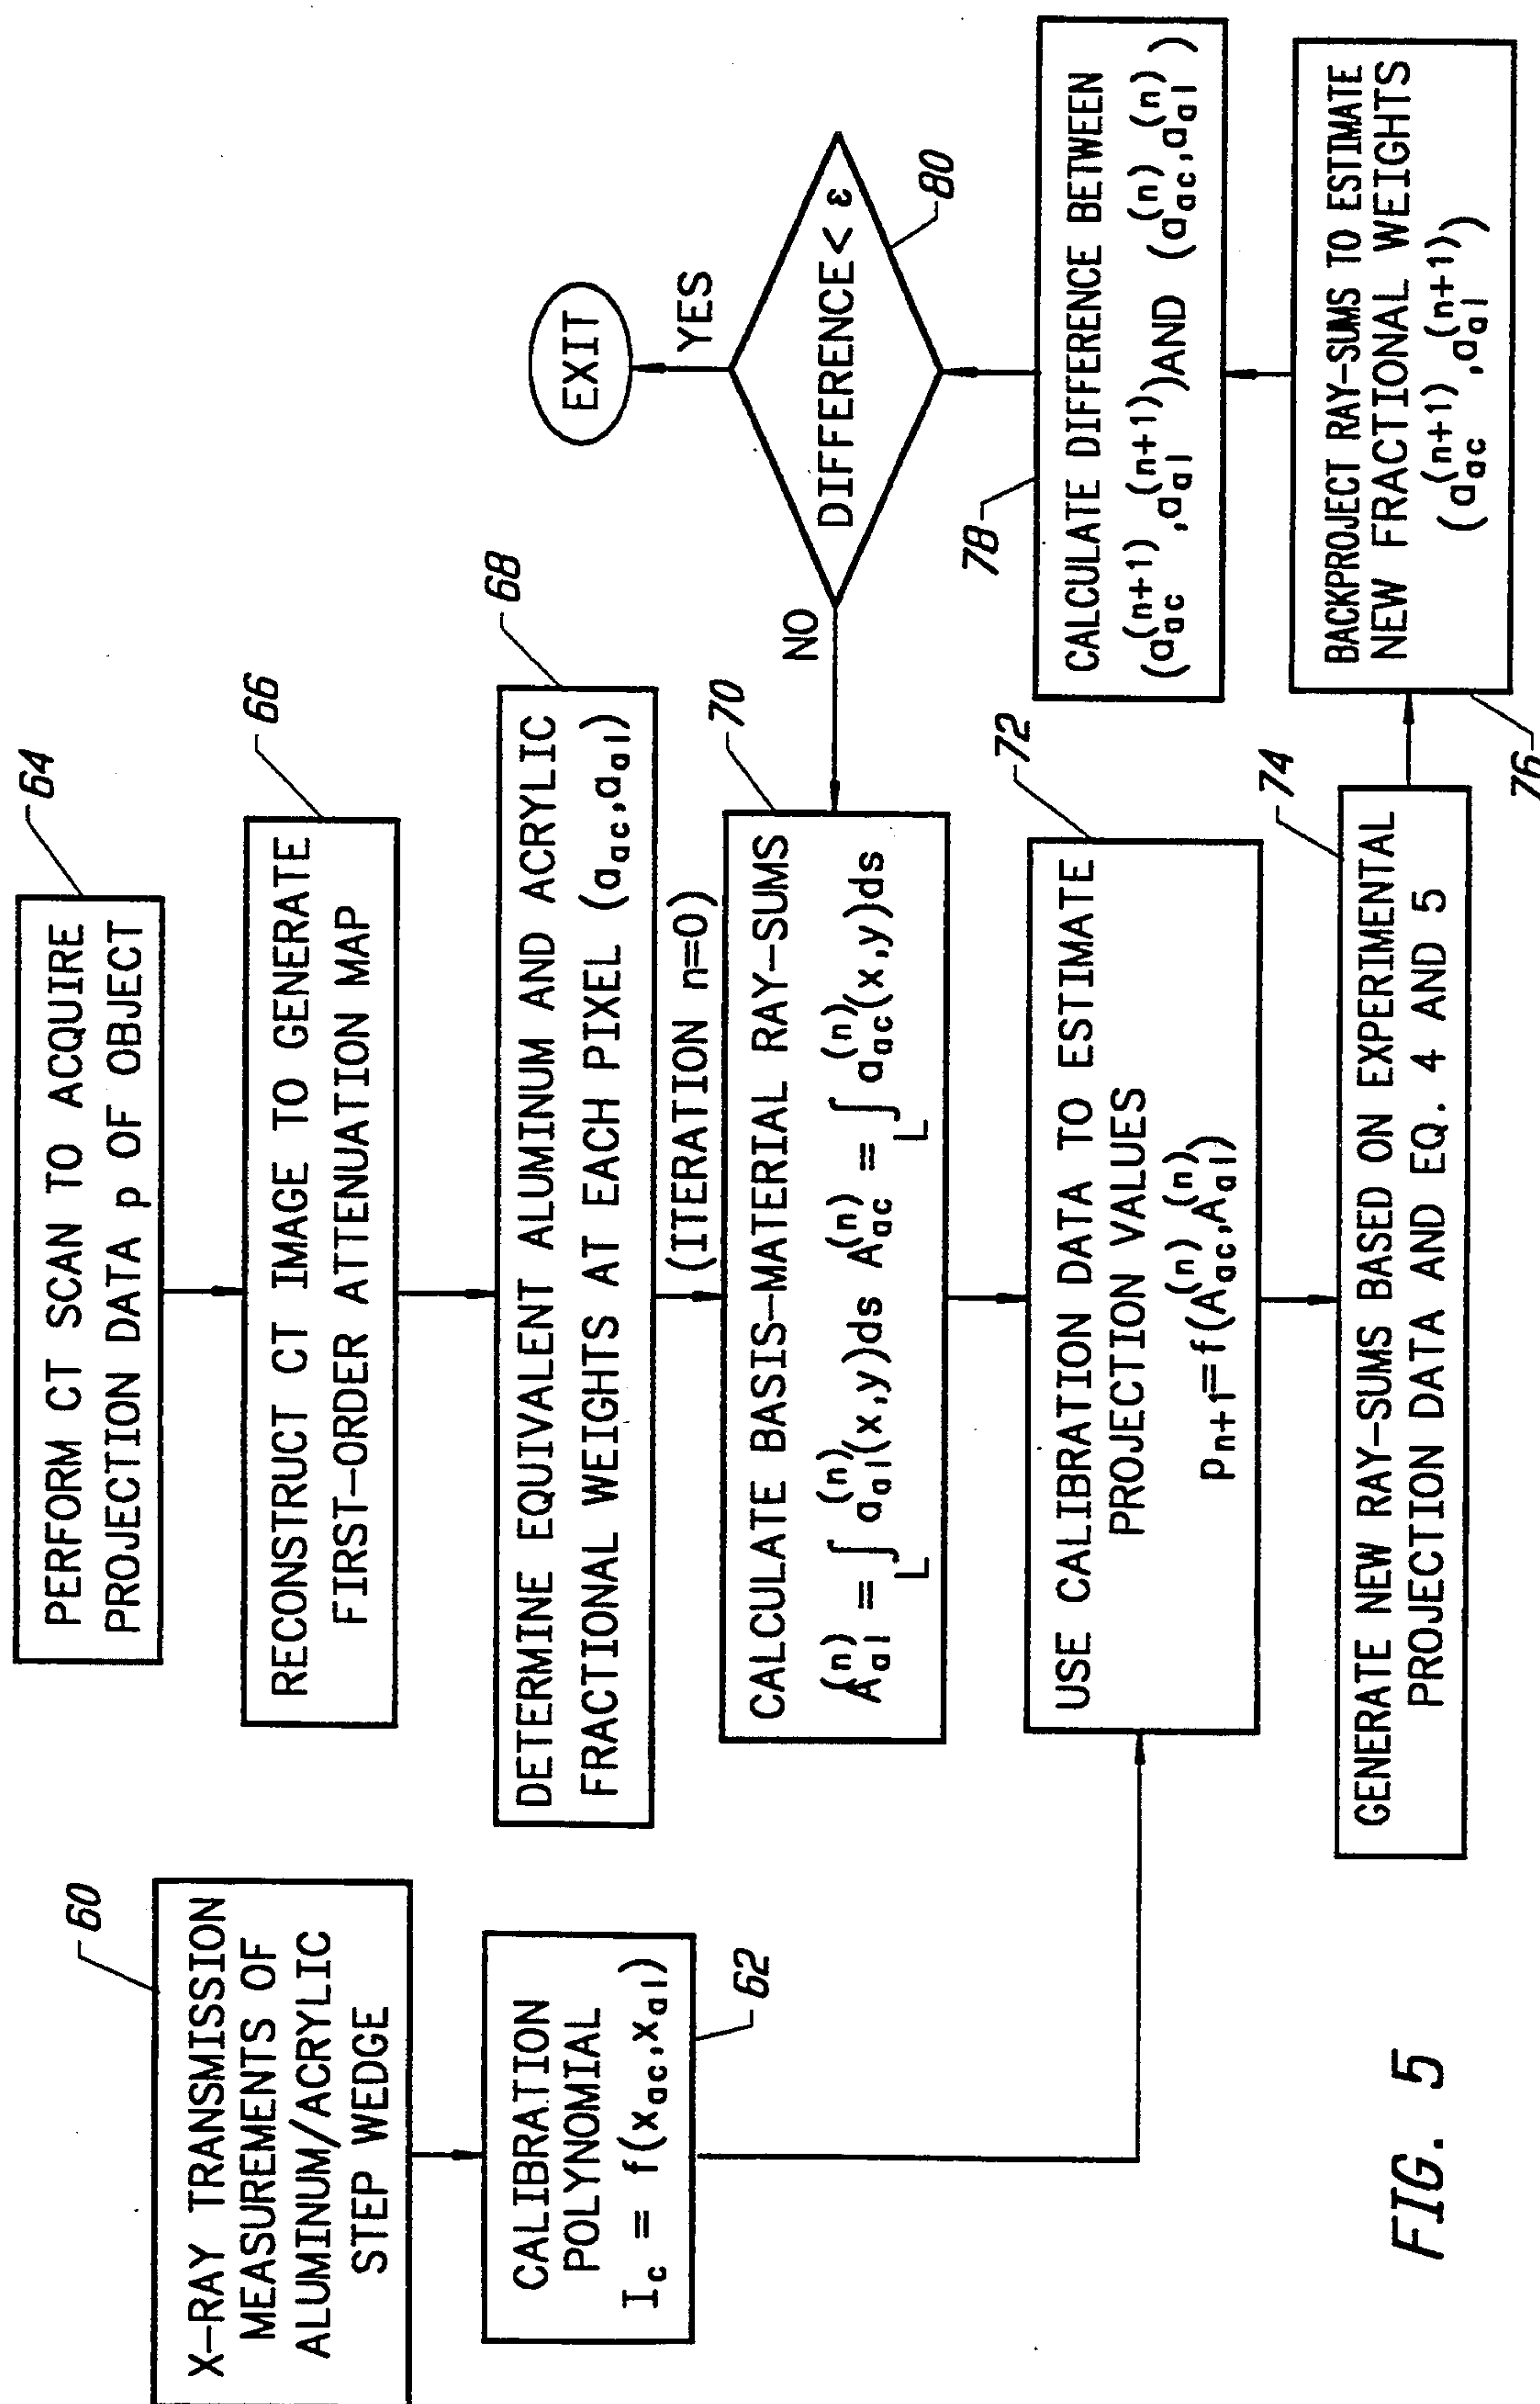 60
X-RAY TRANSMISSION
MEASUREMENTS OF
ALUMINUM/ACRYLIC
STEP WEDGE
62
CALIBRATION
POLYNOMIAL
I_c = f(x_ac,x_al)
64
PERFORM CT SCAN TO ACQUIRE
PROJECTION DATA p OF OBJECT
66
RECONSTRUCT CT IMAGE TO GENERATE
FIRST-ORDER ATTENUATION MAP
68
DETERMINE EQUIVALENT ALUMINUM AND ACRYLIC
FRACTIONAL WEIGHTS AT EACH PIXEL (a_ac,a_al)
(ITERATION n=0)
70
CALCULATE BASIS-MATERIAL RAY-SUMS
A_al^(n) = ∫_L a_al^(n)(x,y)ds A_ac^(n) = ∫_L a_ac^(n)(x,y)ds
72
USE CALIBRATION DATA TO ESTIMATE
PROJECTION VALUES
p_n+1=f(A_ac^(n),A_al^(n))
74
GENERATE NEW RAY-SUMS BASED ON EXPERIMENTAL
PROJECTION DATA AND EQ. 4 AND 5
76
BACKPROJECT RAY-SUMS TO ESTIMATE
NEW FRACTIONAL WEIGHTS
(a_ac^(n+1),a_al^(n+1))
78
CALCULATE DIFFERENCE BETWEEN
(a_ac^(n+1),a_al^(n+1))AND (a_ac^(n),a_al^(n))
80
DIFFERENCE< ε
NO
YES
EXIT
FIG. 5